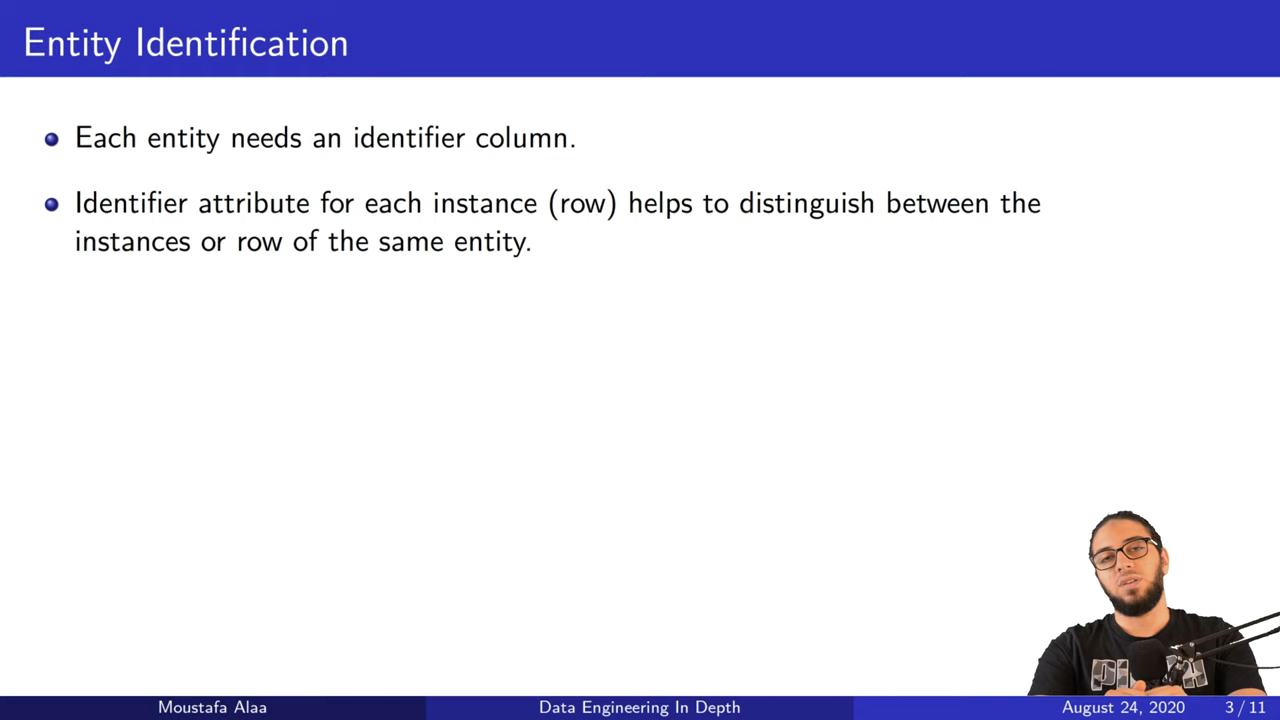 Entity Identification
Each entity needs an identifier column.
Identifier attribute for each instance (row) helps to distinguish between the
instances or row of the same entity.
Moustafa Alaa
Data Engineering In Depth
August 24, 2020
3 / 11